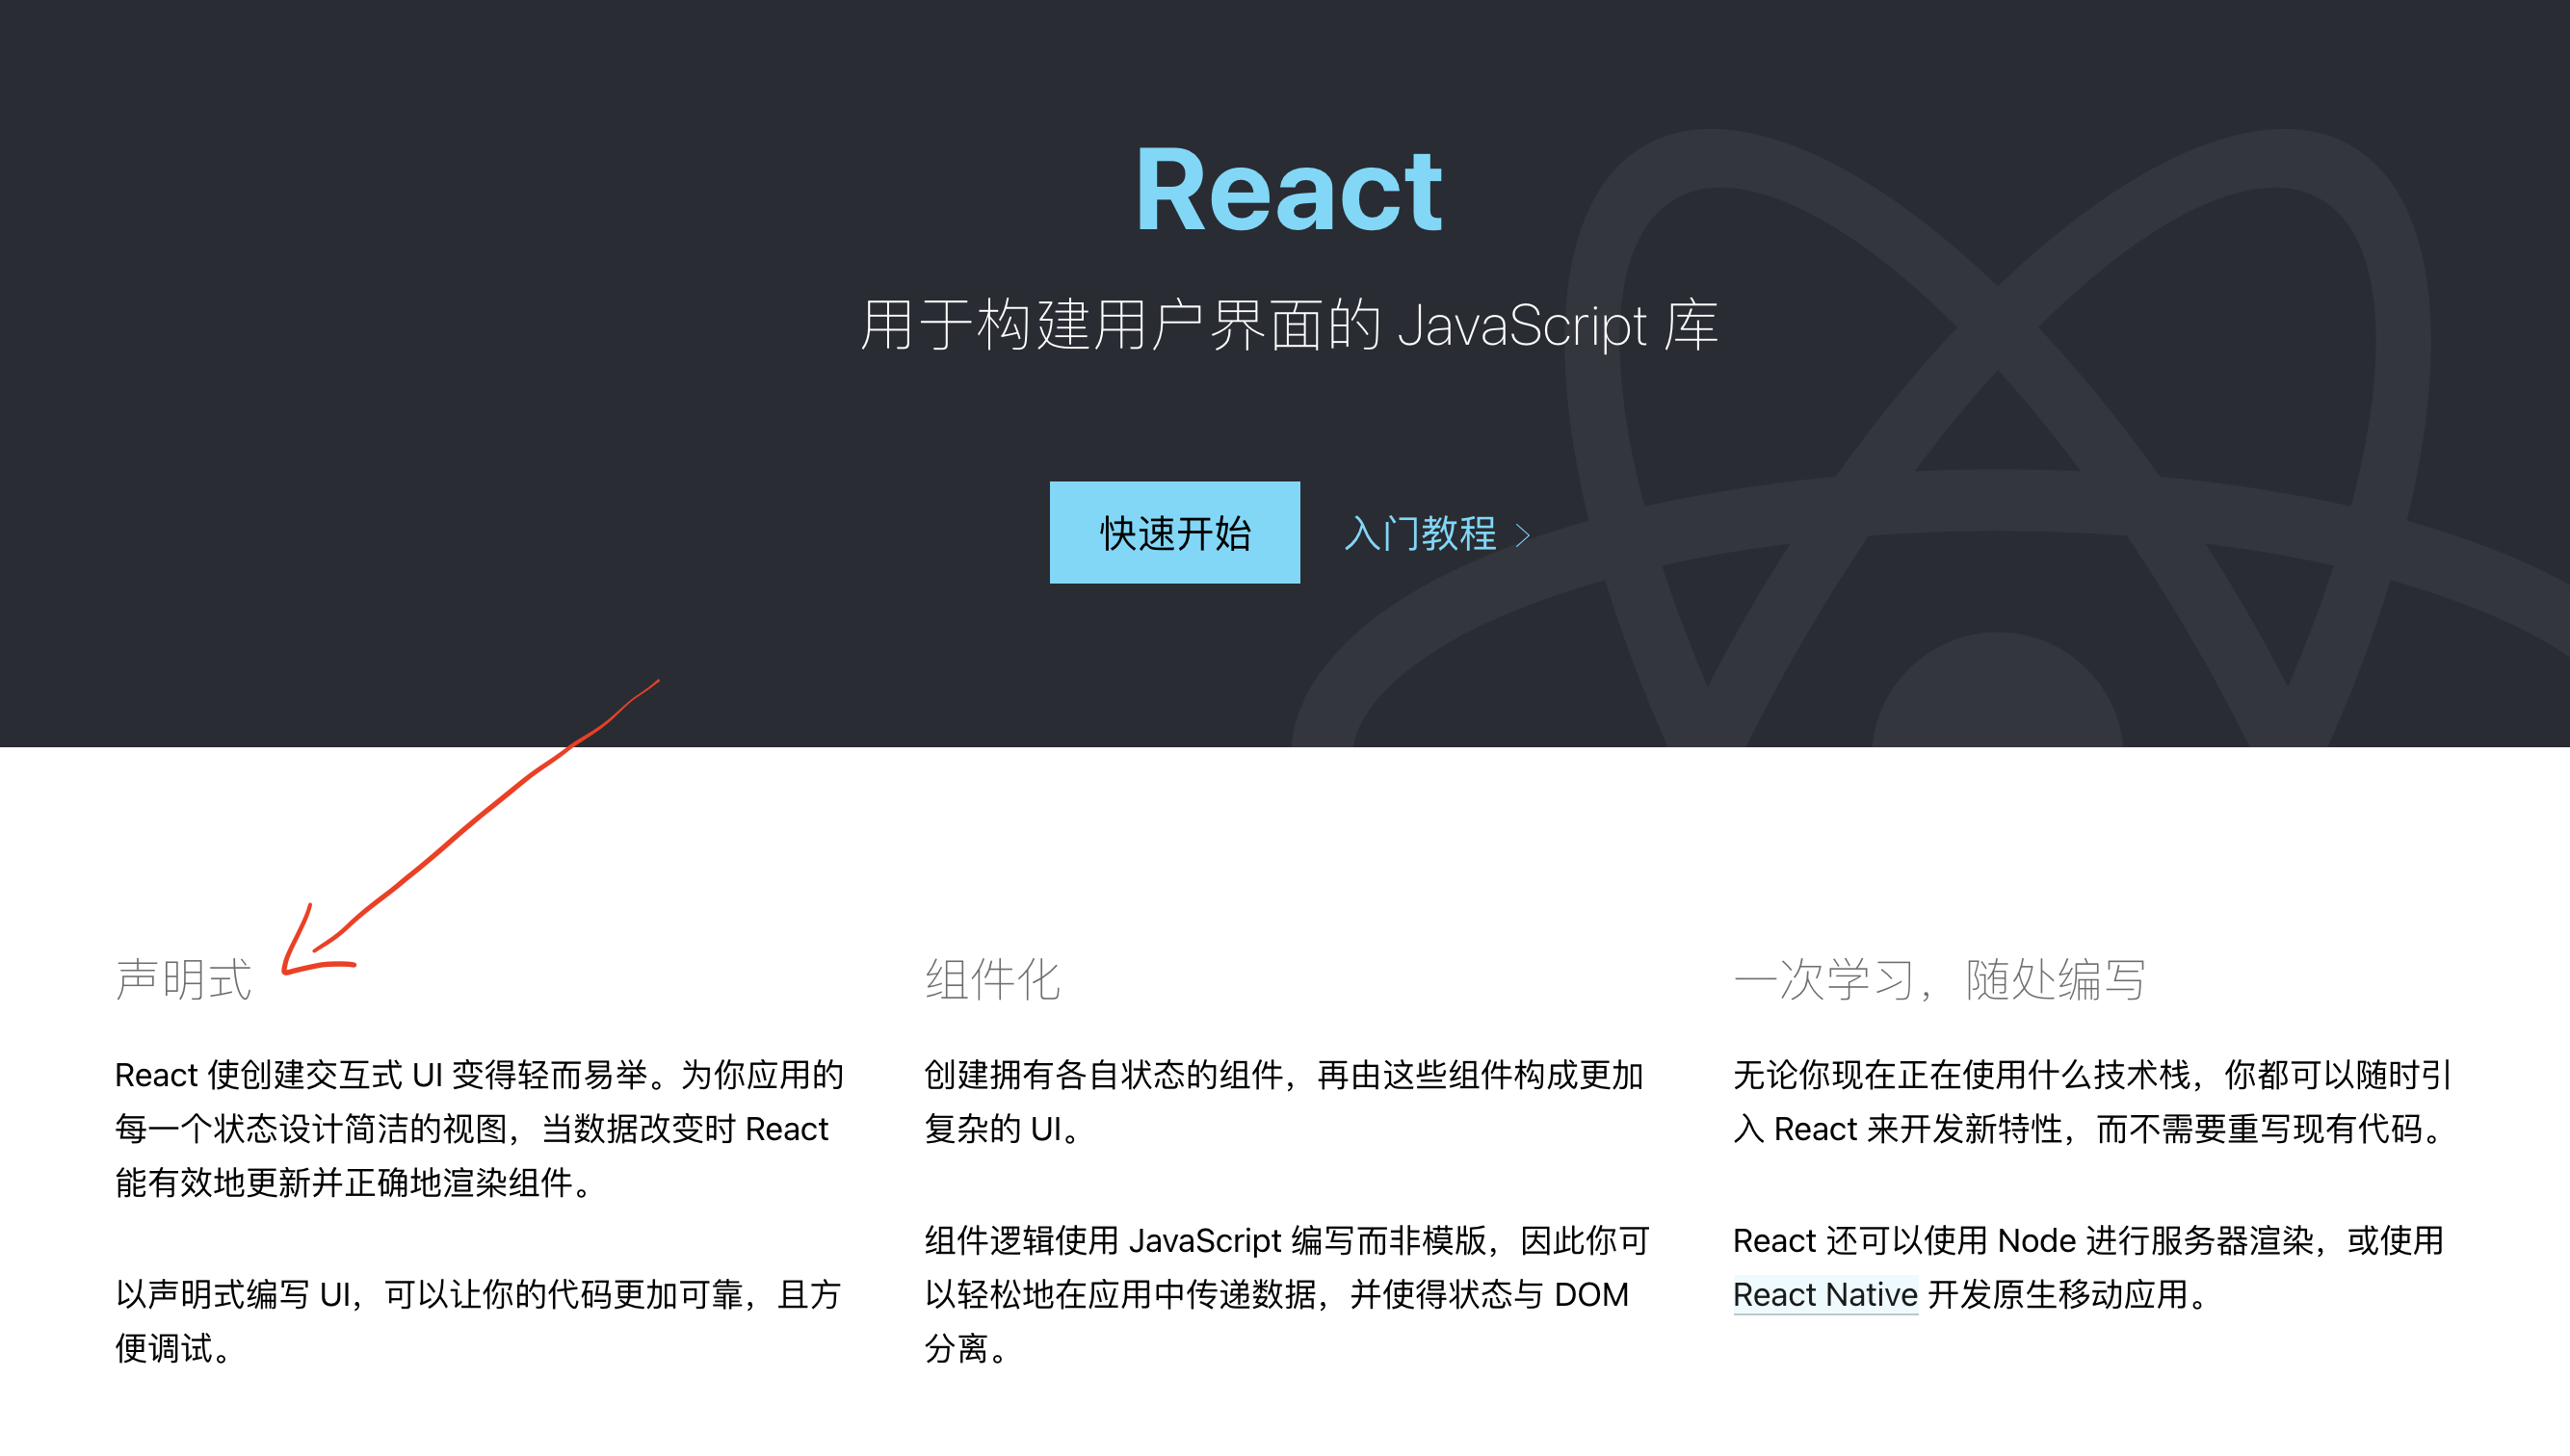 React
用于构建用户界面的 JavaScript 库
快速开始
入门教程 >
声明式
React 使创建交互式 UI 变得轻而易举。为你应用的
每一个状态设计简洁的视图，当数据改变时 React
能有效地更新并正确地渲染组件。
以声明式编写 UI，可以让你的代码更加可靠，且方
便调试。
组件化
创建拥有各自状态的组件，再由这些组件构成更加
复杂的 UI。
组件逻辑使用 JavaScript 编写而非模版，因此你可
以轻松地在应用中传递数据，并使得状态与 DOM
分离。
一次学习，随处编写
无论你现在正在使用什么技术栈，你都可以随时引
入 React 来开发新特性，而不需要重写现有代码。
React 还可以使用 Node 进行服务器渲染，或使用
React Native 开发原生移动应用。